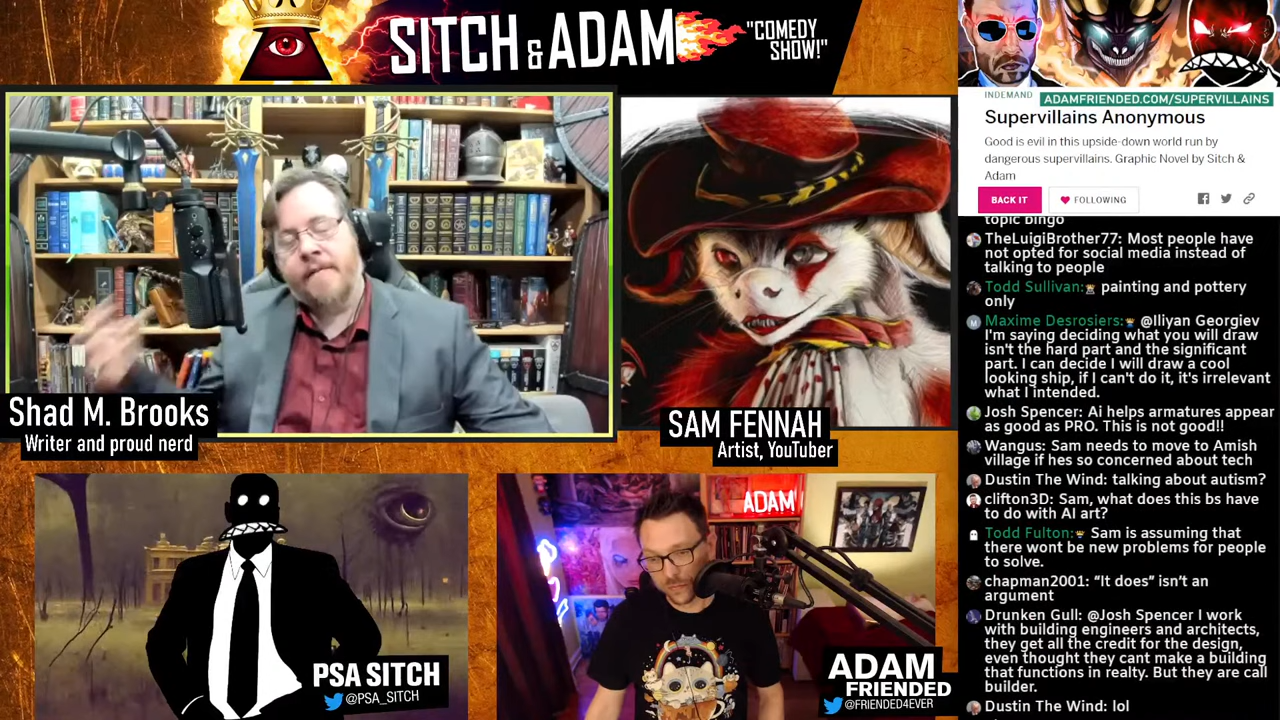 SITCH & ADAM
"COMEDY
SHOW!"
INDEMAND
ADAMFRIENDED.COM/SUPERVILLAINS
Supervillains Anonymous
Good is evil in this upside-down world run by
dangerous supervillains. Graphic Novel by Sitch &
Adam
BACK IT
FOLLOWING
topic bingo
TheLuigiBrother77: Most people have
not opted for social media instead of
talking to people
Todd Sullivan: painting and pottery
only
Maxime Desrosiers: @Iliyan Georgiev
I'm saying deciding what you will draw
isn't the hard part and the significant
part. I can decide I will draw a cool
looking ship, if I can't do it, it's irrelevant
what I intended.
Josh Spencer: Ai helps armatures appear
as good as PRO. This is not good!!
Wangus: Sam needs to move to Amish
village if hes so concerned about tech
Dustin The Wind: talking about autism?
clifton3D: Sam, what does this bs have
to do with AI art?
Todd Fulton: Sam is assuming that
there wont be new problems for people
to solve.
chapman2001: “It does” isn’t an
argument
Drunken Gull: @Josh Spencer I work
with building engineers and architects,
they get all the credit for the design,
even thought they cant make a building
that functions in realty. But they are call
builder.
Dustin The Wind: lol
Shad M. Brooks
Writer and proud nerd
SAM FENNAH
Artist, YouTuber
PSA SITCH
@PSA_SITCH
ADAM
ADAM
FRIENDED
@FRIENDED4EVER